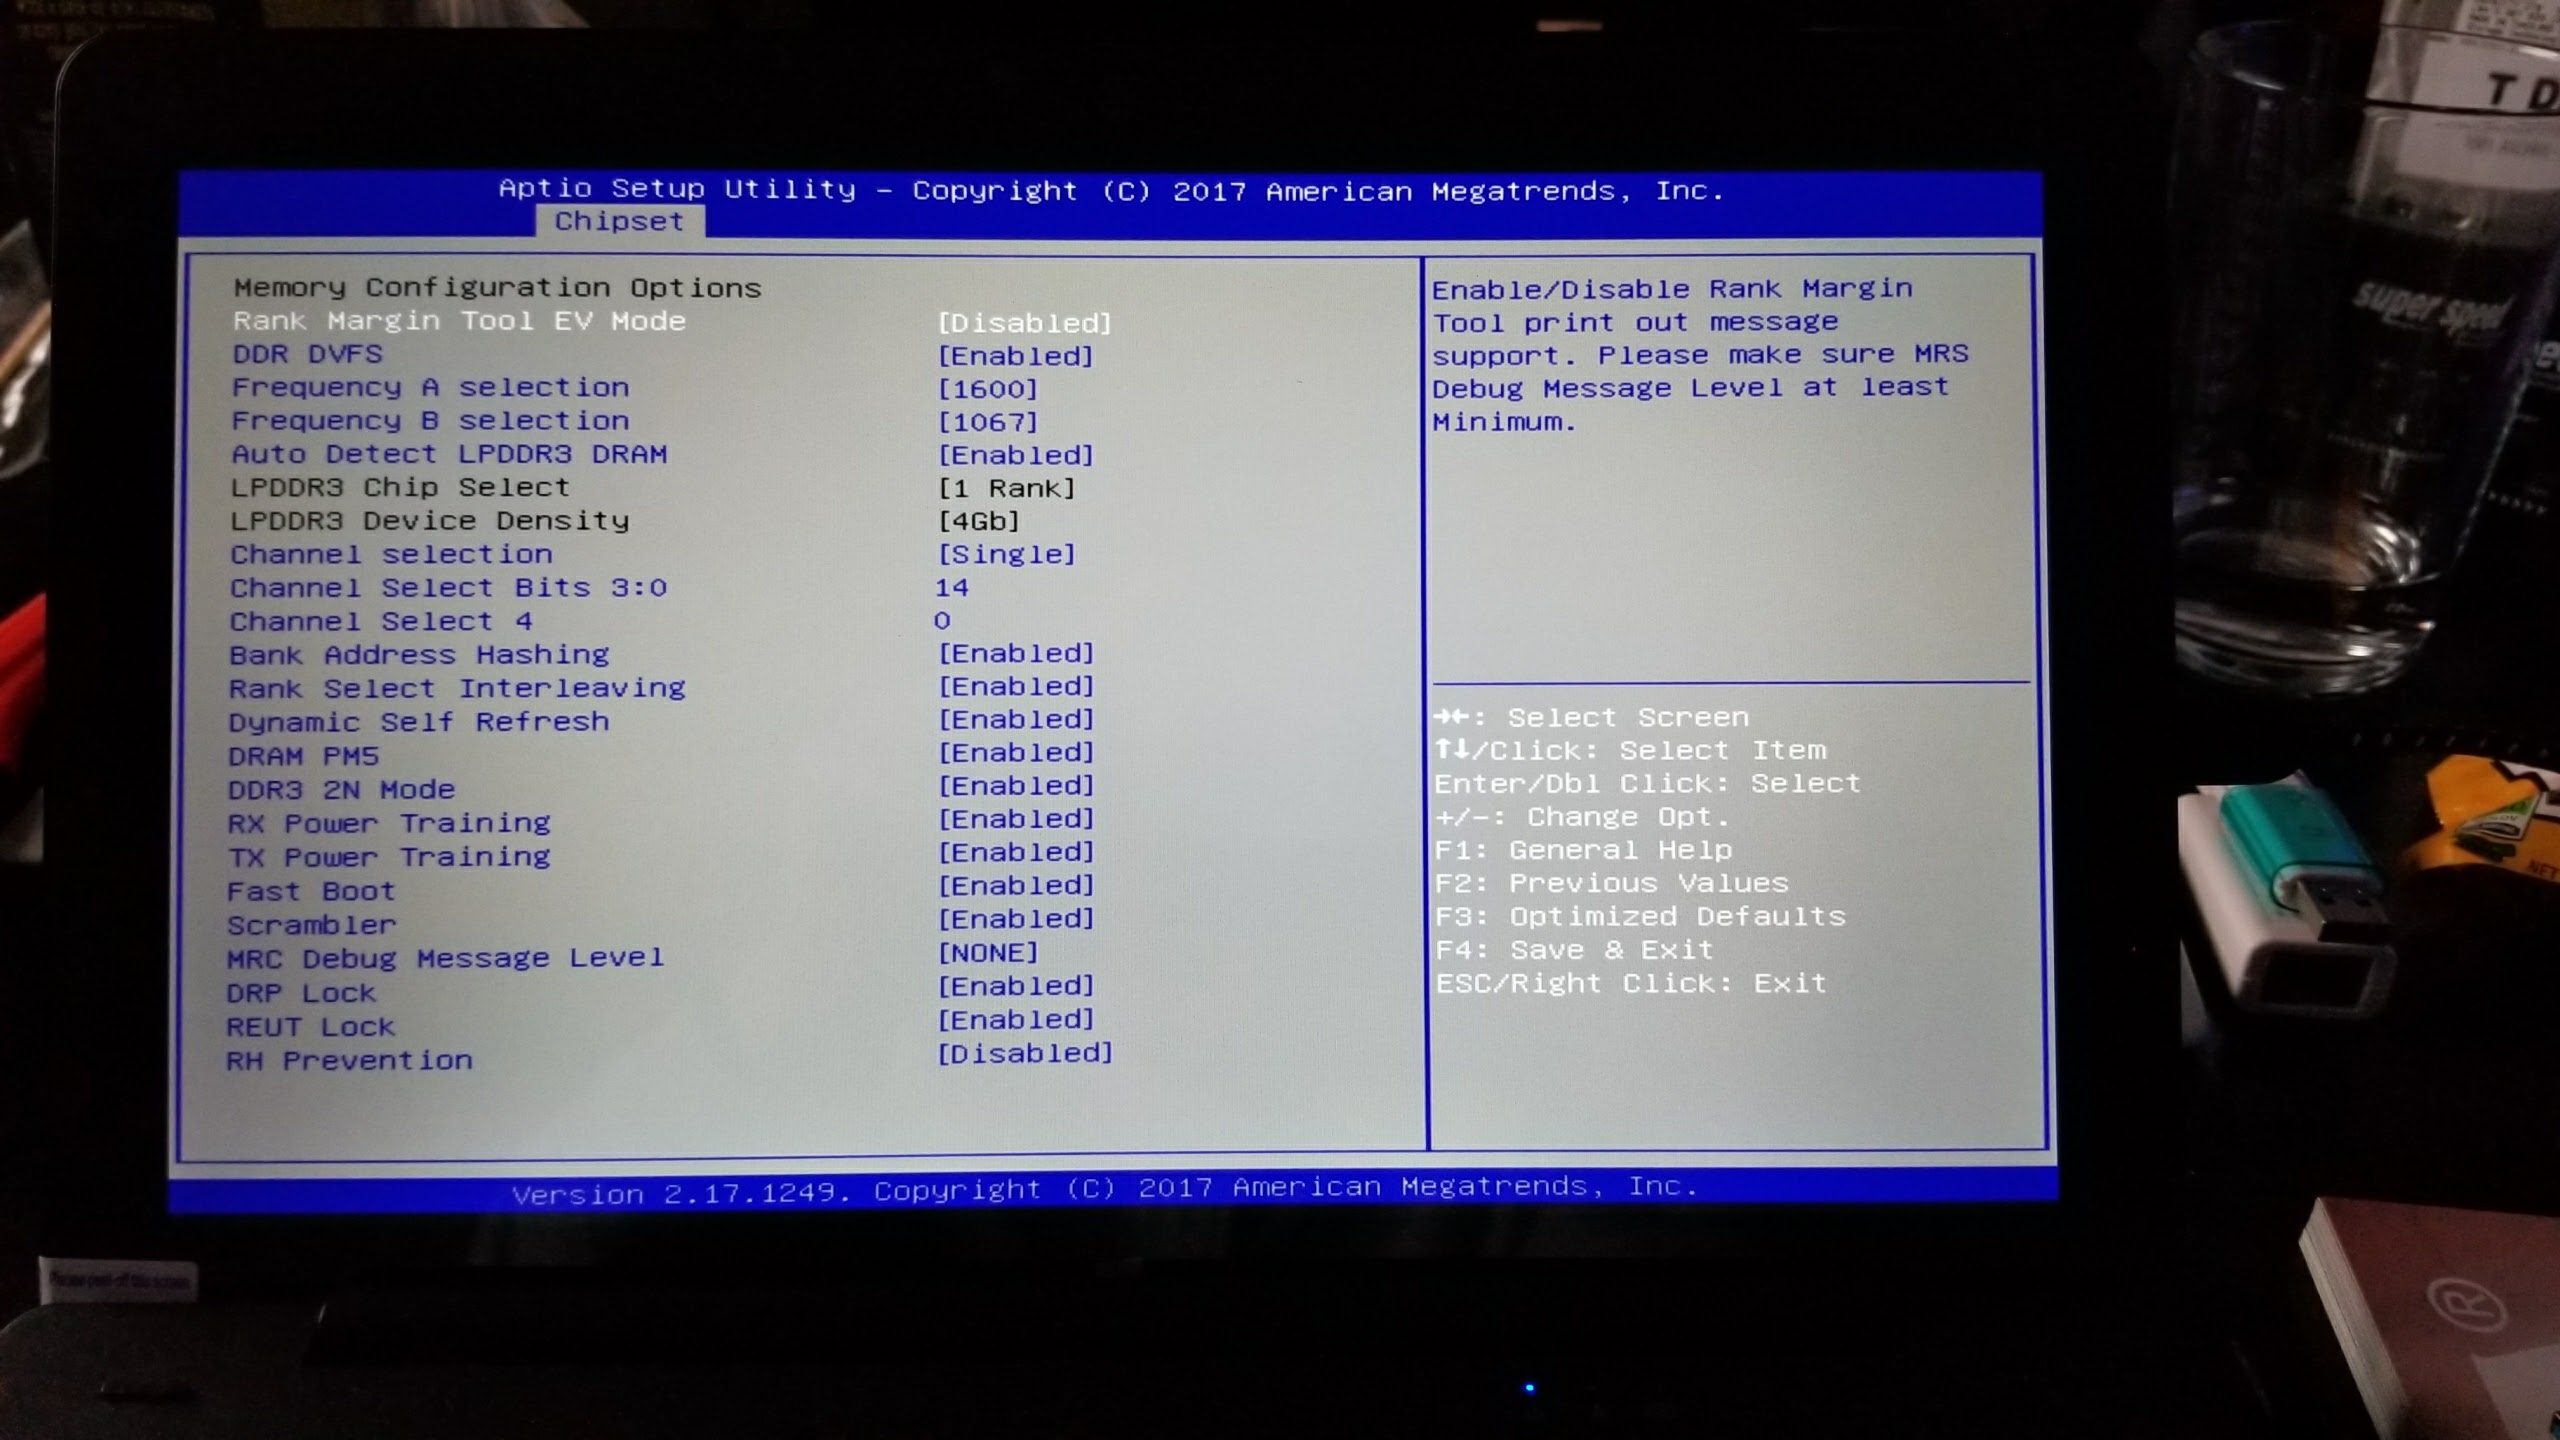 Aptio Setup Utility - Copyright (C) 2017 American Megatrends, Inc.
Chipset
Memory Configuration Options
Rank Margin Tool EV Mode [Disabled]
DDR DVFS [Enabled]
Frequency A selection [1600]
Frequency B selection [1067]
Auto Detect LPDDR3 DRAM [Enabled]
LPDDR3 Chip Select [1 Rank]
LPDDR3 Device Density [4Gb]
Channel selection [Single]
Channel Select Bits 3:0 14
Channel Select 4 0
Bank Address Hashing [Enabled]
Rank Select Interleaving [Enabled]
Dynamic Self Refresh [Enabled]
DRAM PM5 [Enabled]
DDR3 2N Mode [Enabled]
RX Power Training [Enabled]
TX Power Training [Enabled]
Fast Boot [Enabled]
Scrambler [Enabled]
MRC Debug Message Level [NONE]
DRP Lock [Enabled]
REUT Lock [Enabled]
RH Prevention [Disabled]
Enable/Disable Rank Margin
Tool print out message
support. Please make sure MRS
Debug Message Level at least
Minimum.
→←: Select Screen
↑↓/Click: Select Item
Enter/Dbl Click: Select
+/-: Change Opt.
F1: General Help
F2: Previous Values
F3: Optimized Defaults
F4: Save & Exit
ESC/Right Click: Exit
Version 2.17.1249. Copyright (C) 2017 American Megatrends, Inc.
super speed
T D
NET
®